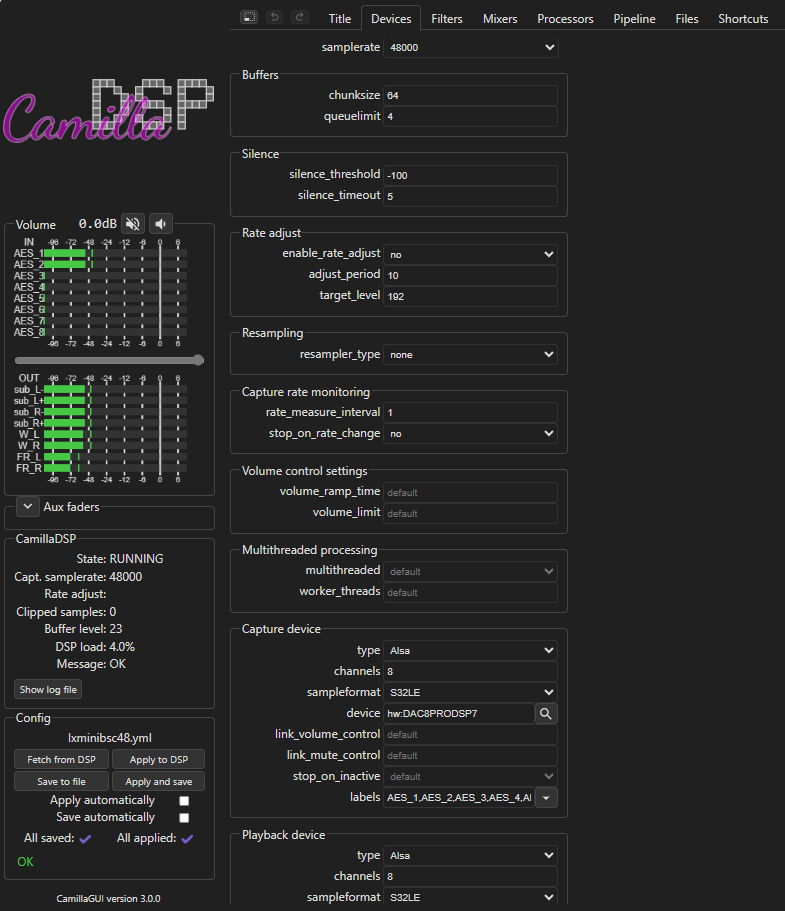 Title Devices Filters Mixers Processors Pipeline Files Shortcuts
Camilla DSP
samplerate 48000
Buffers
chunksize 64
queuelimit 4
Silence
silence_threshold -100
silence_timeout 5
Rate adjust
enable_rate_adjust no
adjust_period 10
target_level 192
Resampling
resampler_type none
Capture rate monitoring
rate_measure_interval 1
stop_on_rate_change no
Volume control settings
volume_ramp_time default
volume_limit default
Multithreaded processing
multithreaded default
worker_threads default
Capture device
type Alsa
channels 8
sampleformat S32LE
device hw:DAC8PRODSP7
link_volume_control default
link_mute_control default
stop_on_inactive default
labels AES_1,AES_2,AES_3,AES_4,AI
Playback device
type Alsa
channels 8
sampleformat S32LE
Volume 0.0dB
IN -96 -72 -48 -24 -12 -6 0 6
AES_1
AES_2
AES_3
AES_4
AES_5
AES_6
AES_7
AES_8
-96 -72 -48 -24 -12 -6 0 6
OUT -96 -72 -48 -24 -12 -6 0 6
sub_L-
sub_L+
sub_R-
sub_R+
W_L
W_R
FR_L
FR_R
-96 -72 -48 -24 -12 -6 0 6
Aux faders
CamillaDSP
State: RUNNING
Capt. samplerate: 48000
Rate adjust:
Clipped samples: 0
Buffer level: 23
DSP load: 4.0%
Message: OK
Show log file
Config
lxminibsc48.yml
Fetch from DSP Apply to DSP
Save to file Apply and save
Apply automatically
Save automatically
All saved: All applied:
OK
CamillaGUI version 3.0.0